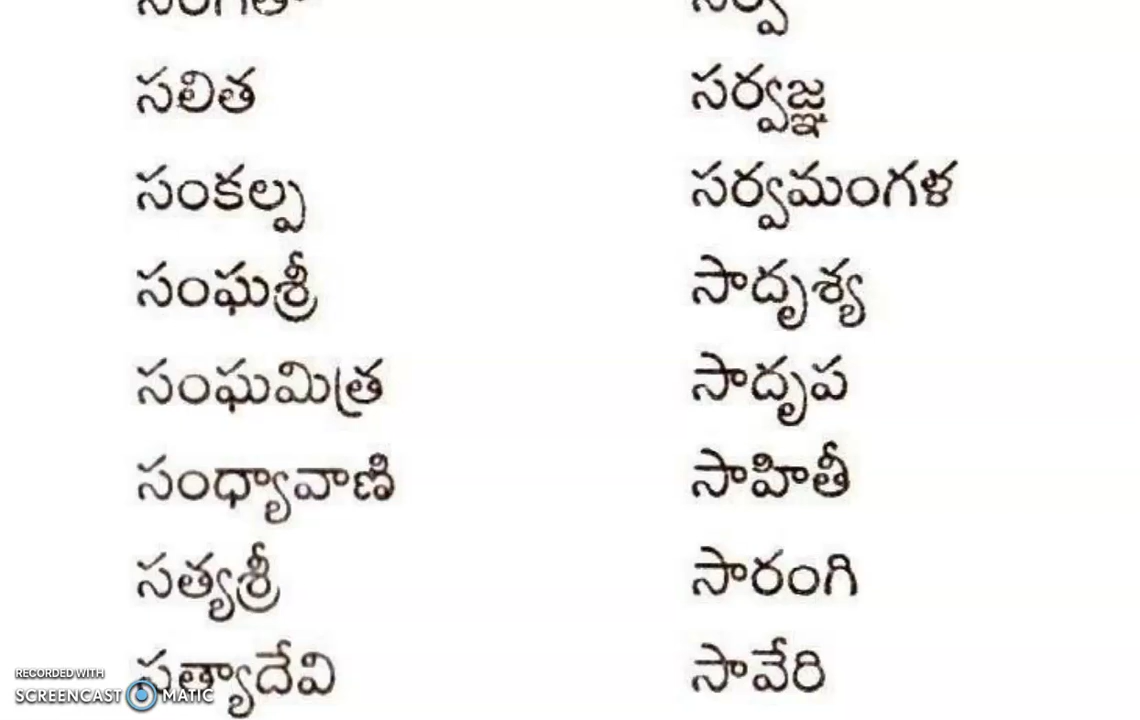 సలిత
సంకల్ప
సంఘశ్రీ
సంఘమిత్ర
సంధ్యావాణి
సత్యశ్రీ
సత్యాదేవి
సర్వజ్ఞ
సర్వమంగళ
సాదృశ్య
సాదృప
సాహితీ
సారంగి
సావేరి
RECORDED WITH
SCREENCAST MATIC